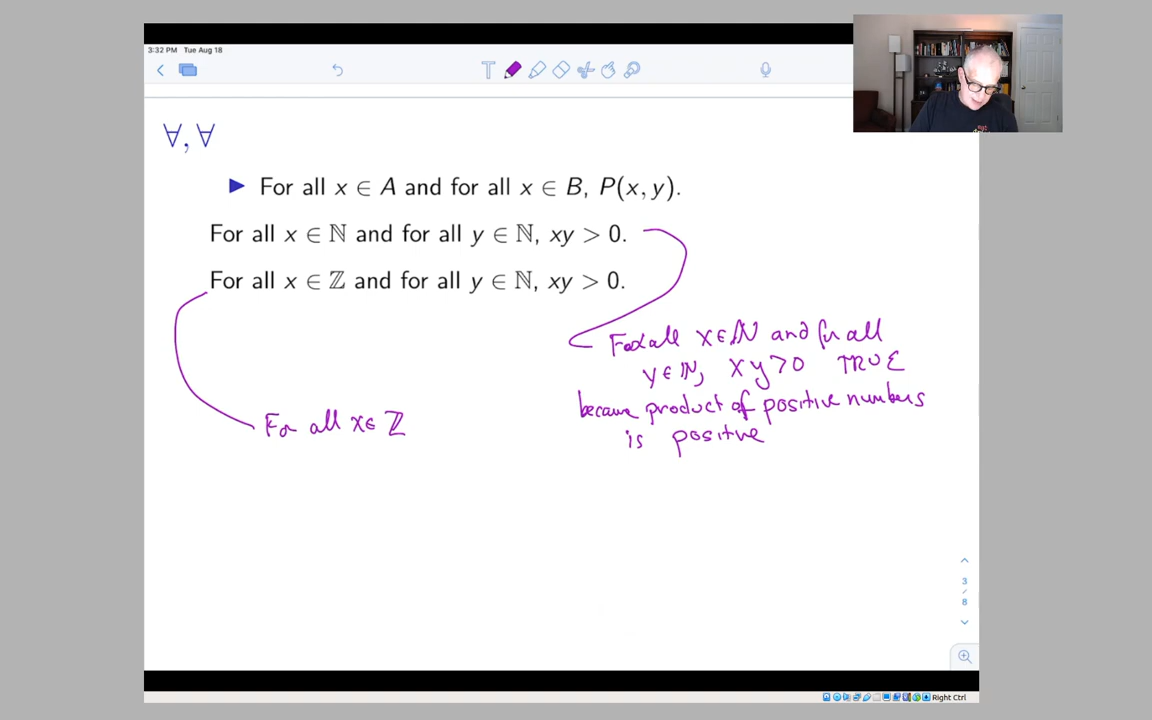 3:32 PM Tue Aug 18
∀, ∀
▶ For all x ∈ A and for all x ∈ B, P(x, y).
For all x ∈ ℕ and for all y ∈ ℕ, xy > 0.
For all x ∈ ℤ and for all y ∈ ℕ, xy > 0.
For all x ∈ ℕ and for all
y ∈ ℕ, xy > 0 TRUE
because product of positive numbers
is positive
For all x ∈ ℤ
3
/
8
Right Ctrl